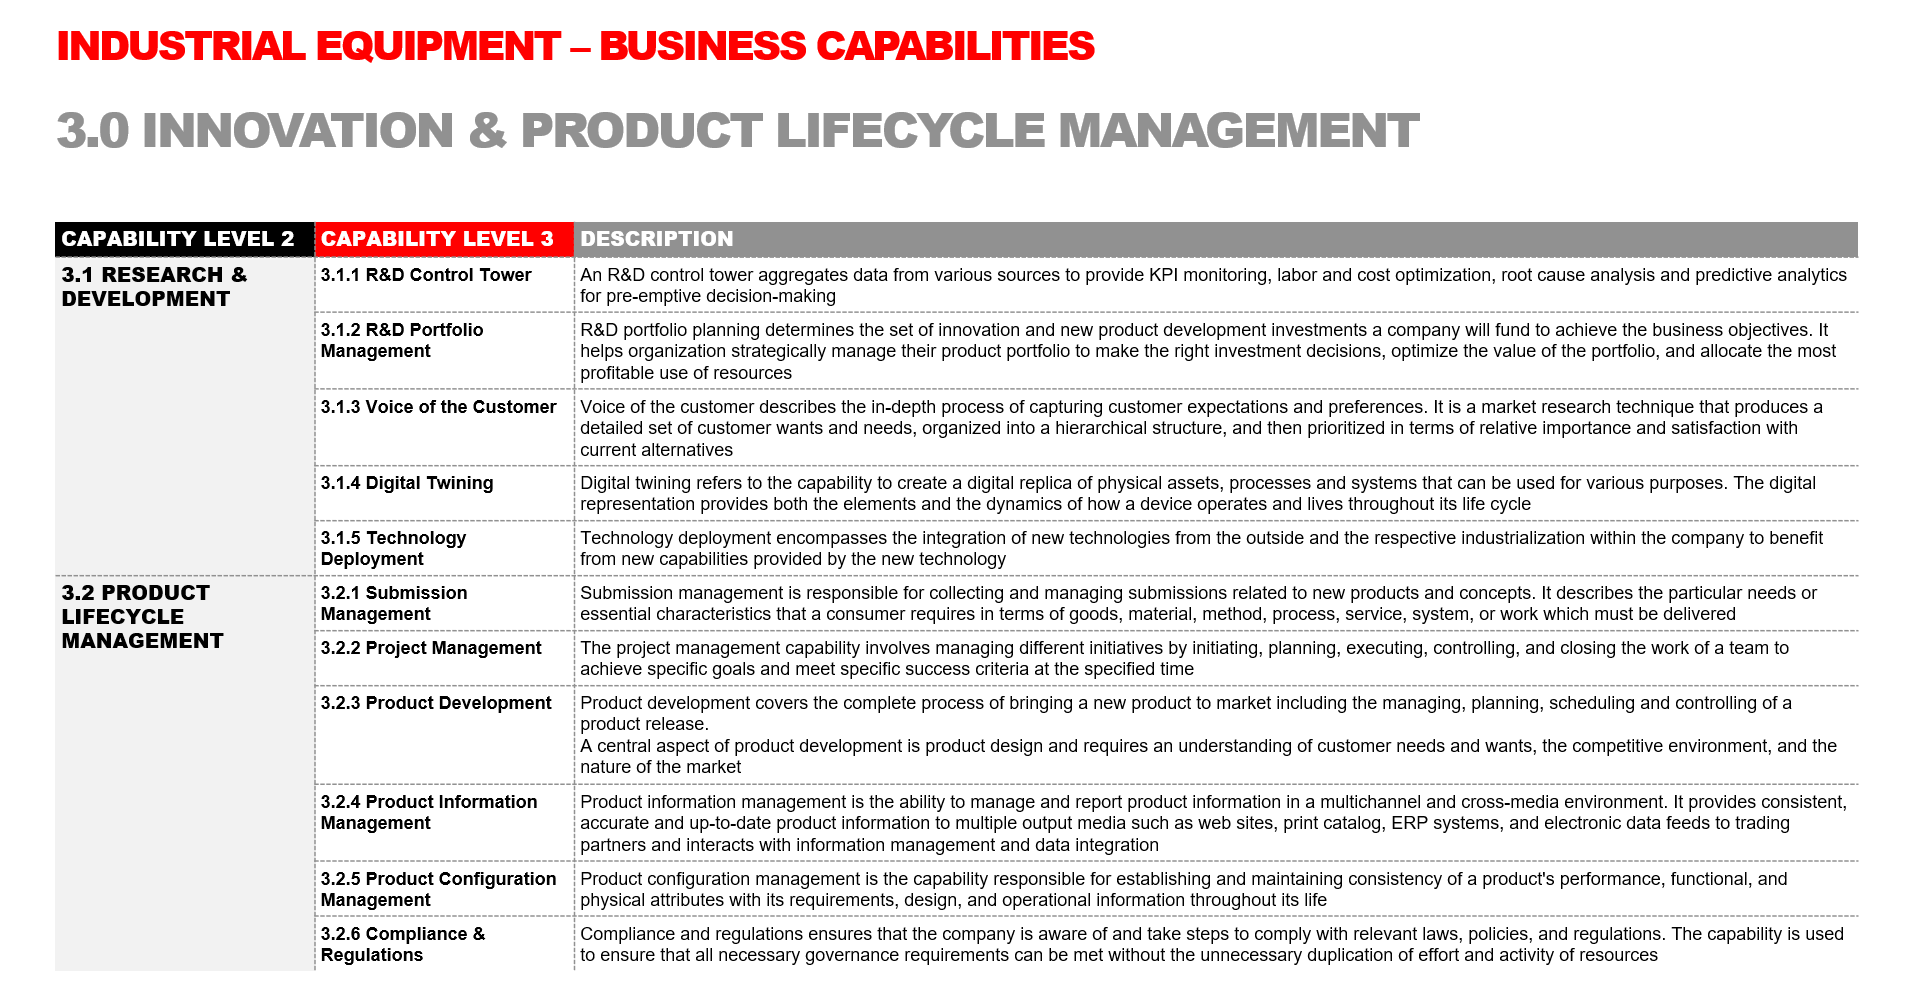 INDUSTRIAL EQUIPMENT – BUSINESS CAPABILITIES
3.0 INNOVATION & PRODUCT LIFECYCLE MANAGEMENT
CAPABILITY LEVEL 2
CAPABILITY LEVEL 3
DESCRIPTION
3.1 RESEARCH &
DEVELOPMENT
3.1.1 R&D Control Tower
An R&D control tower aggregates data from various sources to provide KPI monitoring, labor and cost optimization, root cause analysis and predictive analytics
for pre-emptive decision-making
3.1.2 R&D Portfolio
Management
R&D portfolio planning determines the set of innovation and new product development investments a company will fund to achieve the business objectives. It
helps organization strategically manage their product portfolio to make the right investment decisions, optimize the value of the portfolio, and allocate the most
profitable use of resources
3.1.3 Voice of the Customer
Voice of the customer describes the in-depth process of capturing customer expectations and preferences. It is a market research technique that produces a
detailed set of customer wants and needs, organized into a hierarchical structure, and then prioritized in terms of relative importance and satisfaction with
current alternatives
3.1.4 Digital Twining
Digital twining refers to the capability to create a digital replica of physical assets, processes and systems that can be used for various purposes. The digital
representation provides both the elements and the dynamics of how a device operates and lives throughout its life cycle
3.1.5 Technology
Deployment
Technology deployment encompasses the integration of new technologies from the outside and the respective industrialization within the company to benefit
from new capabilities provided by the new technology
3.2 PRODUCT
LIFECYCLE
MANAGEMENT
3.2.1 Submission
Management
Submission management is responsible for collecting and managing submissions related to new products and concepts. It describes the particular needs or
essential characteristics that a consumer requires in terms of goods, material, method, process, service, system, or work which must be delivered
3.2.2 Project Management
The project management capability involves managing different initiatives by initiating, planning, executing, controlling, and closing the work of a team to
achieve specific goals and meet specific success criteria at the specified time
3.2.3 Product Development
Product development covers the complete process of bringing a new product to market including the managing, planning, scheduling and controlling of a
product release.
A central aspect of product development is product design and requires an understanding of customer needs and wants, the competitive environment, and the
nature of the market
3.2.4 Product Information
Management
Product information management is the ability to manage and report product information in a multichannel and cross-media environment. It provides consistent,
accurate and up-to-date product information to multiple output media such as web sites, print catalog, ERP systems, and electronic data feeds to trading
partners and interacts with information management and data integration
3.2.5 Product Configuration
Management
Product configuration management is the capability responsible for establishing and maintaining consistency of a product's performance, functional, and
physical attributes with its requirements, design, and operational information throughout its life
3.2.6 Compliance &
Regulations
Compliance and regulations ensures that the company is aware of and take steps to comply with relevant laws, policies, and regulations. The capability is used
to ensure that all necessary governance requirements can be met without the unnecessary duplication of effort and activity of resources